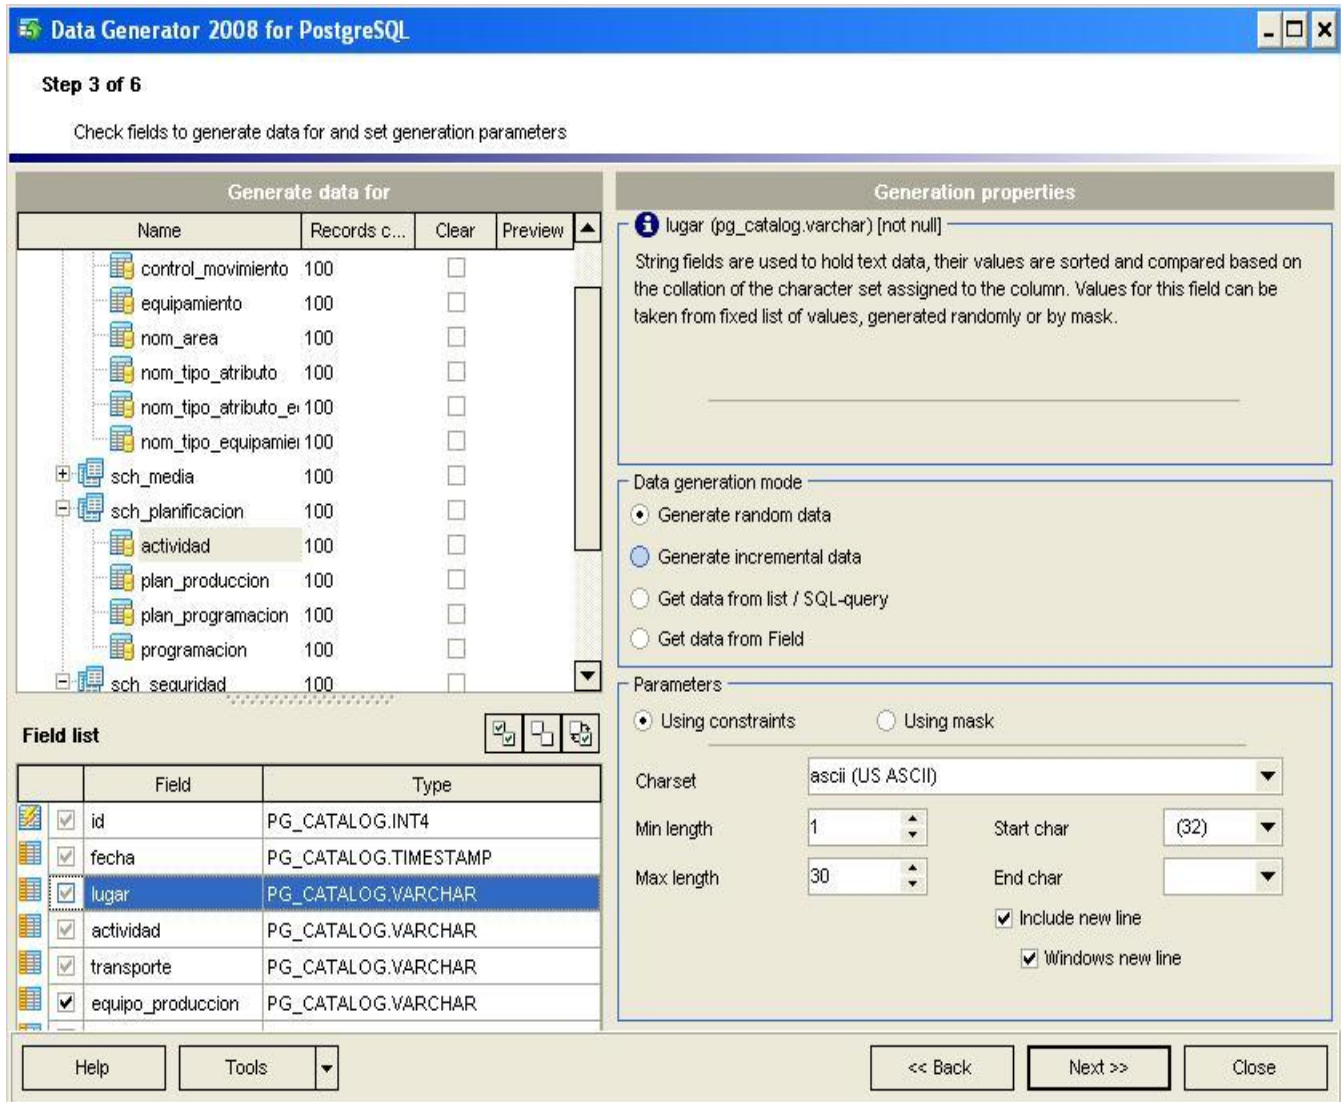 Data Generator 2008 for PostgreSQL
Step 3 of 6
Check fields to generate data for and set generation parameters
Generate data for
Name Records c... Clear Preview
control_movimiento 100
equipamiento 100
nom_area 100
nom_tipo_atributo 100
nom_tipo_atributo_e 100
nom_tipo_equipamie 100
sch_media 100
sch_planificacion 100
actividad 100
plan_produccion 100
plan_programacion 100
programacion 100
sch_seguridad 100
Field list
Field Type
id PG_CATALOG.INT4
fecha PG_CATALOG.TIMESTAMP
lugar PG_CATALOG.VARCHAR
actividad PG_CATALOG.VARCHAR
transporte PG_CATALOG.VARCHAR
equipo_produccion PG_CATALOG.VARCHAR
Generation properties
lugar (pg_catalog.varchar) [not null]
String fields are used to hold text data, their values are sorted and compared based on
the collation of the character set assigned to the column. Values for this field can be
taken from fixed list of values, generated randomly or by mask.
Data generation mode
Generate random data
Generate incremental data
Get data from list / SQL-query
Get data from Field
Parameters
Using constraints Using mask
Charset ascii (US ASCII)
Min length 1 Start char (32)
Max length 30 End char
Include new line
Windows new line
Help Tools << Back Next >> Close